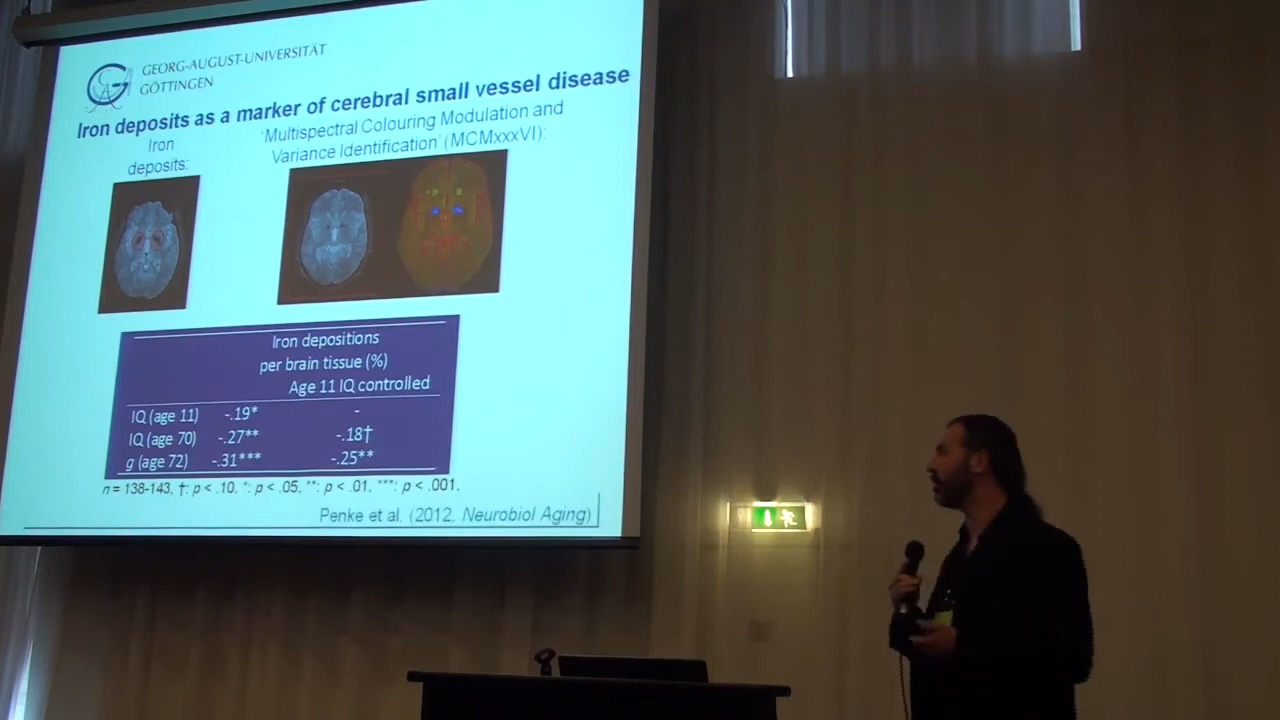 GEORG-AUGUST-UNIVERSITÄT
GÖTTINGEN
Iron deposits as a marker of cerebral small vessel disease
Iron
deposits:
'Multispectral Colouring Modulation and
Variance Identification' (MCMxxxVI):
Iron depositions
per brain tissue (%)
Age 11 IQ controlled
IQ (age 11) -.19* -
IQ (age 70) -.27** -.18†
g (age 72) -.31*** -.25**
n = 138-143, †: p < .10, *: p < .05, **: p < .01, ***: p < .001.
Penke et al. (2012, Neurobiol Aging)